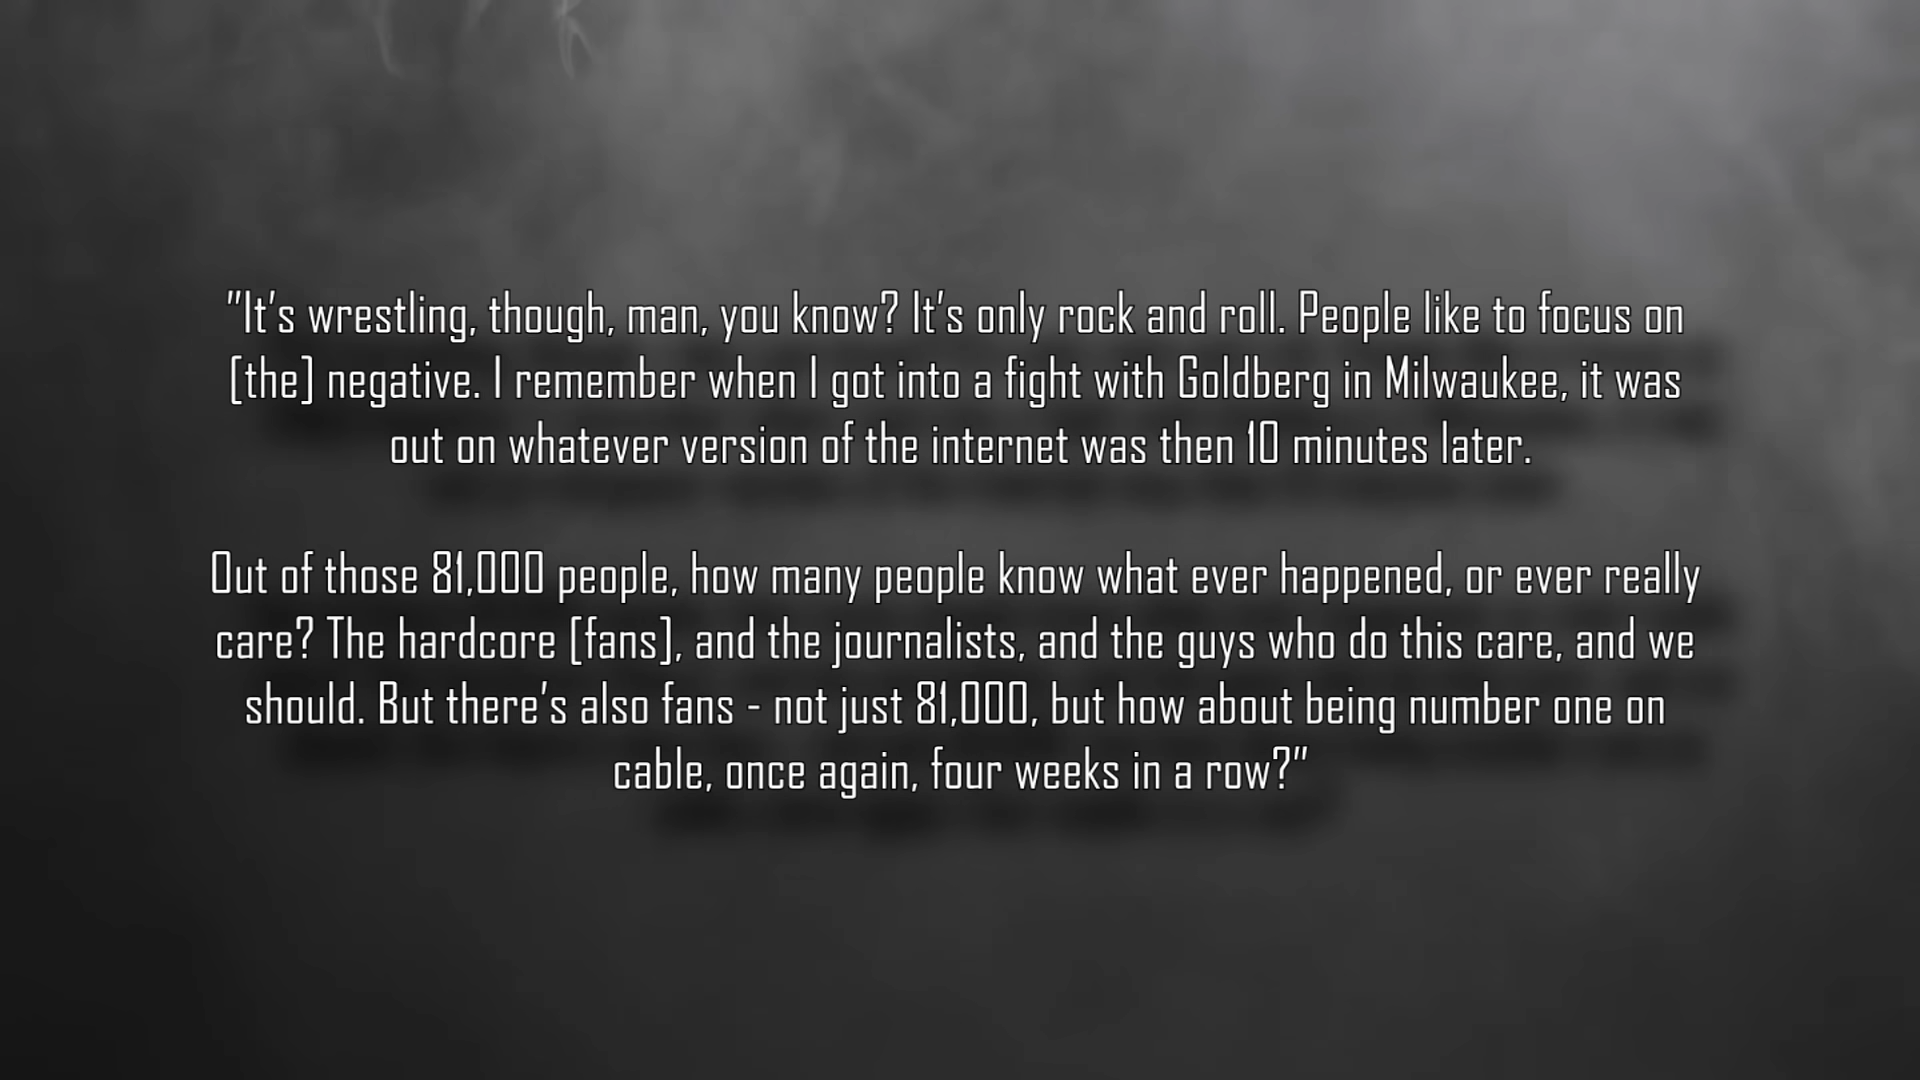 "It's wrestling, though, man, you know? It's only rock and roll. People like to focus on
[the] negative. I remember when I got into a fight with Goldberg in Milwaukee, it was
out on whatever version of the internet was then 10 minutes later.
Out of those 81,000 people, how many people know what ever happened, or ever really
care? The hardcore [fans], and the journalists, and the guys who do this care, and we
should. But there's also fans - not just 81,000, but how about being number one on
cable, once again, four weeks in a row?"